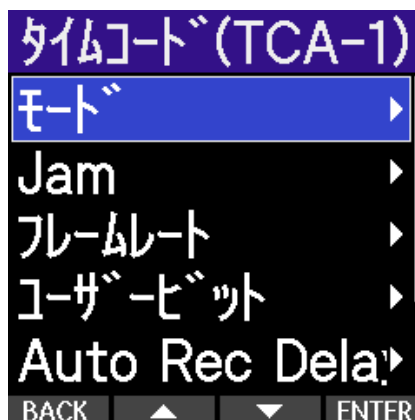 ﾀｲﾑｺｰﾄﾞ(TCA-1)
ﾓｰﾄﾞ
Jam
ﾌﾚｰﾑﾚｰﾄ
ﾕｰｻﾞｰﾋﾞｯﾄ
Auto Rec Dela
BACK ▲ ▼ ENTER